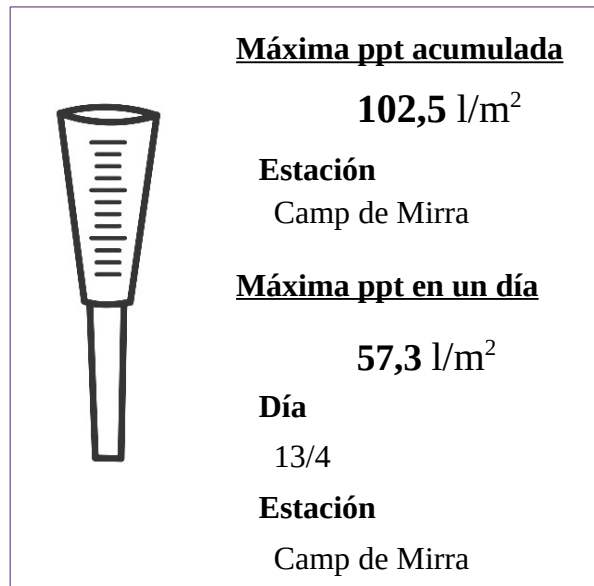 Máxima ppt acumulada
102,5 l/m²
Estación
Camp de Mirra
Máxima ppt en un día
57,3 l/m²
Día
13/4
Estación
Camp de Mirra